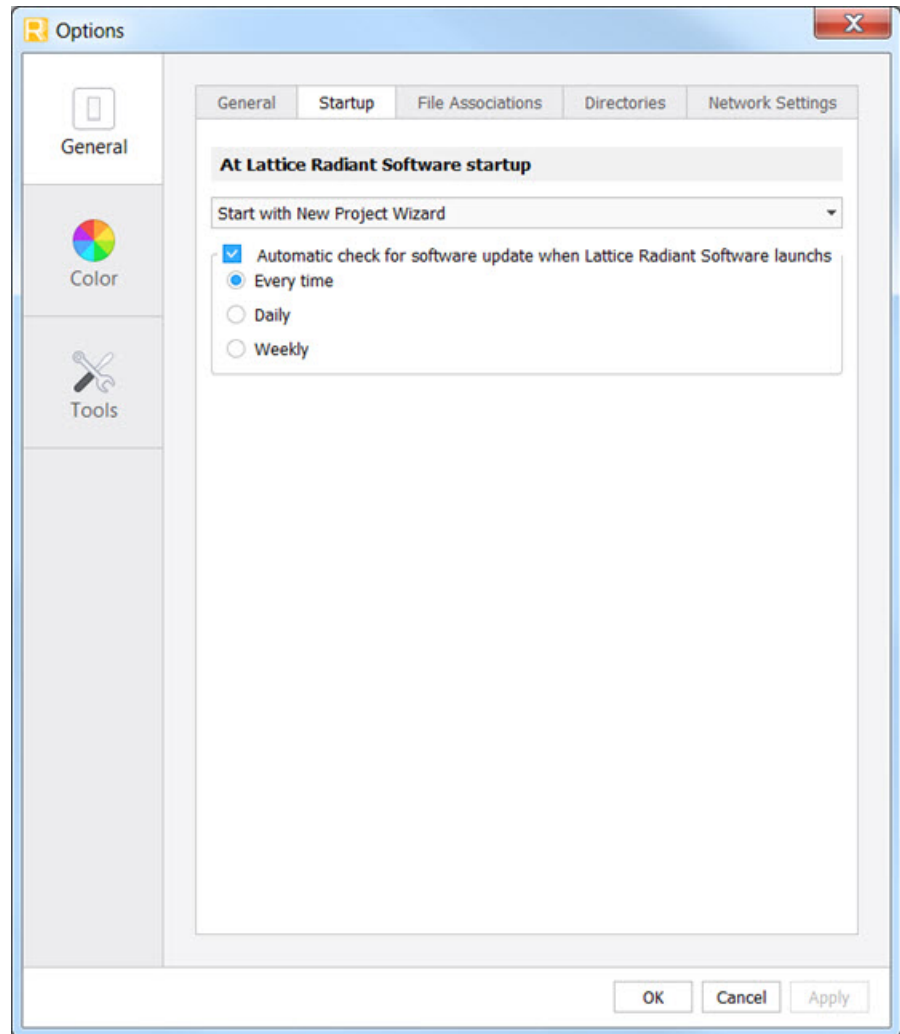 Options
General
Color
Tools
General Startup File Associations Directories Network Settings
At Lattice Radiant Software startup
Start with New Project Wizard
Automatic check for software update when Lattice Radiant Software launchs
Every time
Daily
Weekly
OK Cancel Apply